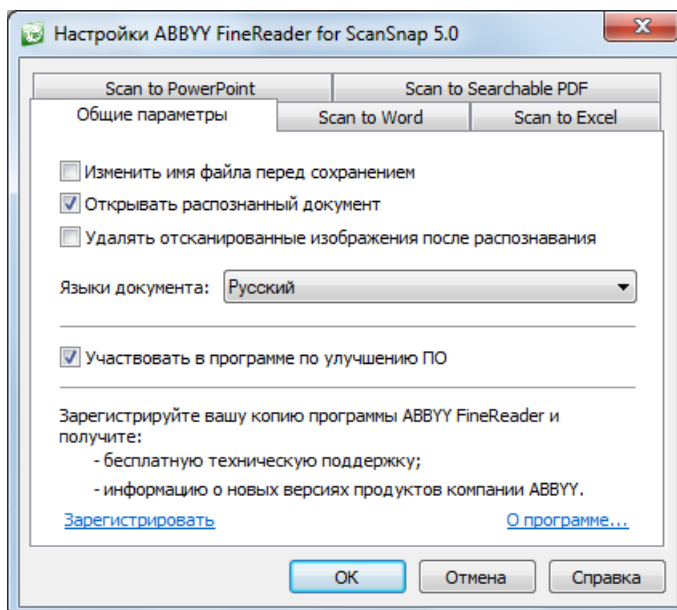 Настройки ABBYY FineReader for ScanSnap 5.0
Scan to PowerPoint
Scan to Searchable PDF
Общие параметры
Scan to Word
Scan to Excel
Изменить имя файла перед сохранением
Открывать распознанный документ
Удалять отсканированные изображения после распознавания
Языки документа: Русский
Участвовать в программе по улучшению ПО
Зарегистрируйте вашу копию программы ABBYY FineReader и
получите:
- бесплатную техническую поддержку;
- информацию о новых версиях продуктов компании ABBYY.
Зарегистрировать
О программе...
ОК
Отмена
Справка